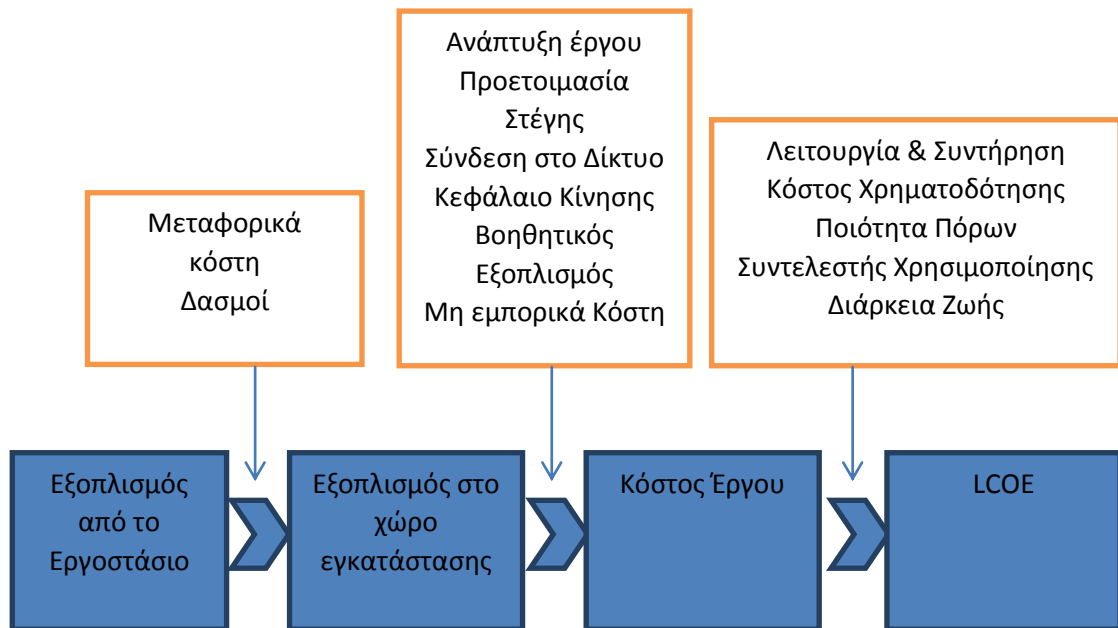 Μεταφορικά
κόστη
Δασμοί
Ανάπτυξη έργου
Προετοιμασία
Στέγης
Σύνδεση στο Δίκτυο
Κεφάλαιο Κίνησης
Βοηθητικός
Εξοπλισμός
Μη εμπορικά Κόστη
Λειτουργία & Συντήρηση
Κόστος Χρηματοδότησης
Ποιότητα Πόρων
Συντελεστής Χρησιμοποίησης
Διάρκεια Ζωής
Εξοπλισμός
από το
Εργοστάσιο
Εξοπλισμός στο
χώρο
εγκατάστασης
Κόστος Έργου
LCOE